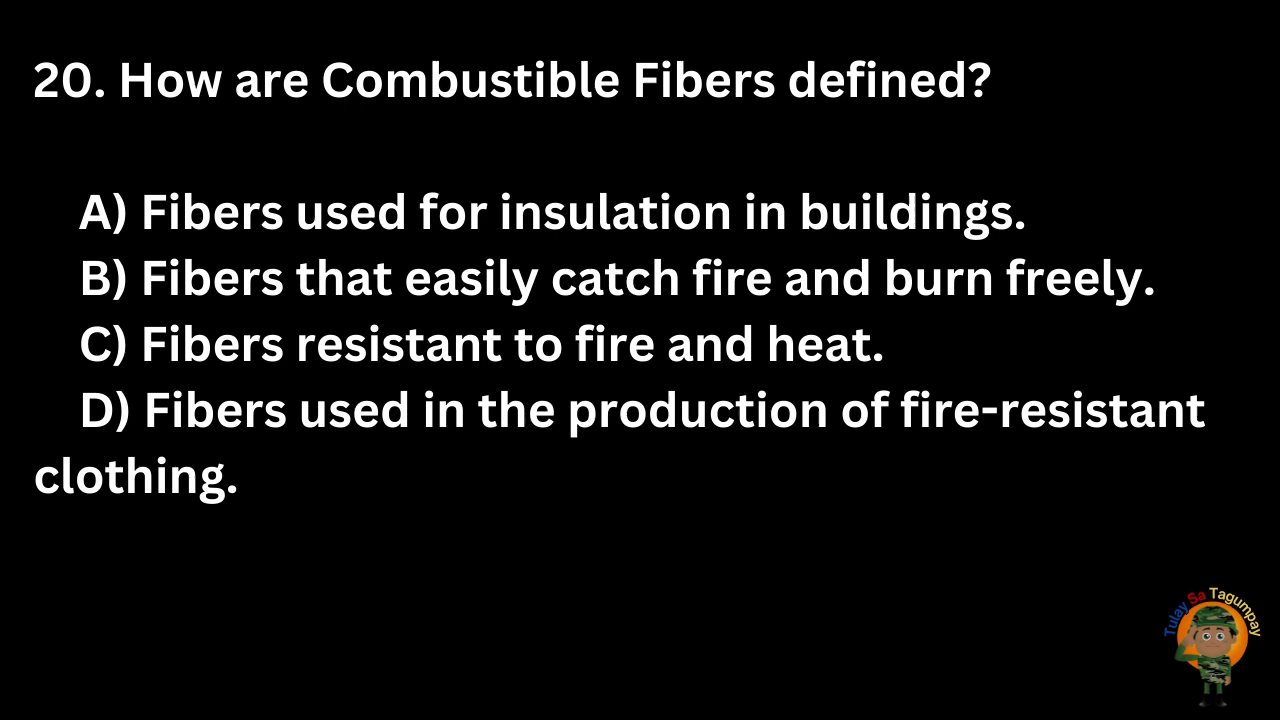 20. How are Combustible Fibers defined?
A) Fibers used for insulation in buildings.
B) Fibers that easily catch fire and burn freely.
C) Fibers resistant to fire and heat.
D) Fibers used in the production of fire-resistant
clothing.
Tulay Sa Tagumpay